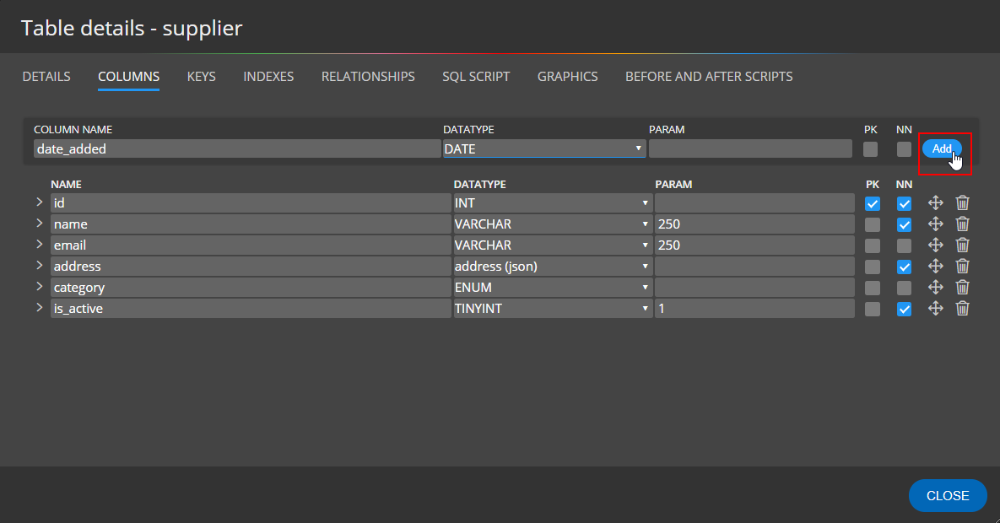 Table details - supplier
DETAILS COLUMNS KEYS INDEXES RELATIONSHIPS SQL SCRIPT GRAPHICS BEFORE AND AFTER SCRIPTS
COLUMN NAME DATATYPE PARAM PK NN
date_added DATE Add
NAME DATATYPE PARAM PK NN
id INT
name VARCHAR 250
email VARCHAR 250
address address (json)
category ENUM
is_active TINYINT 1
CLOSE